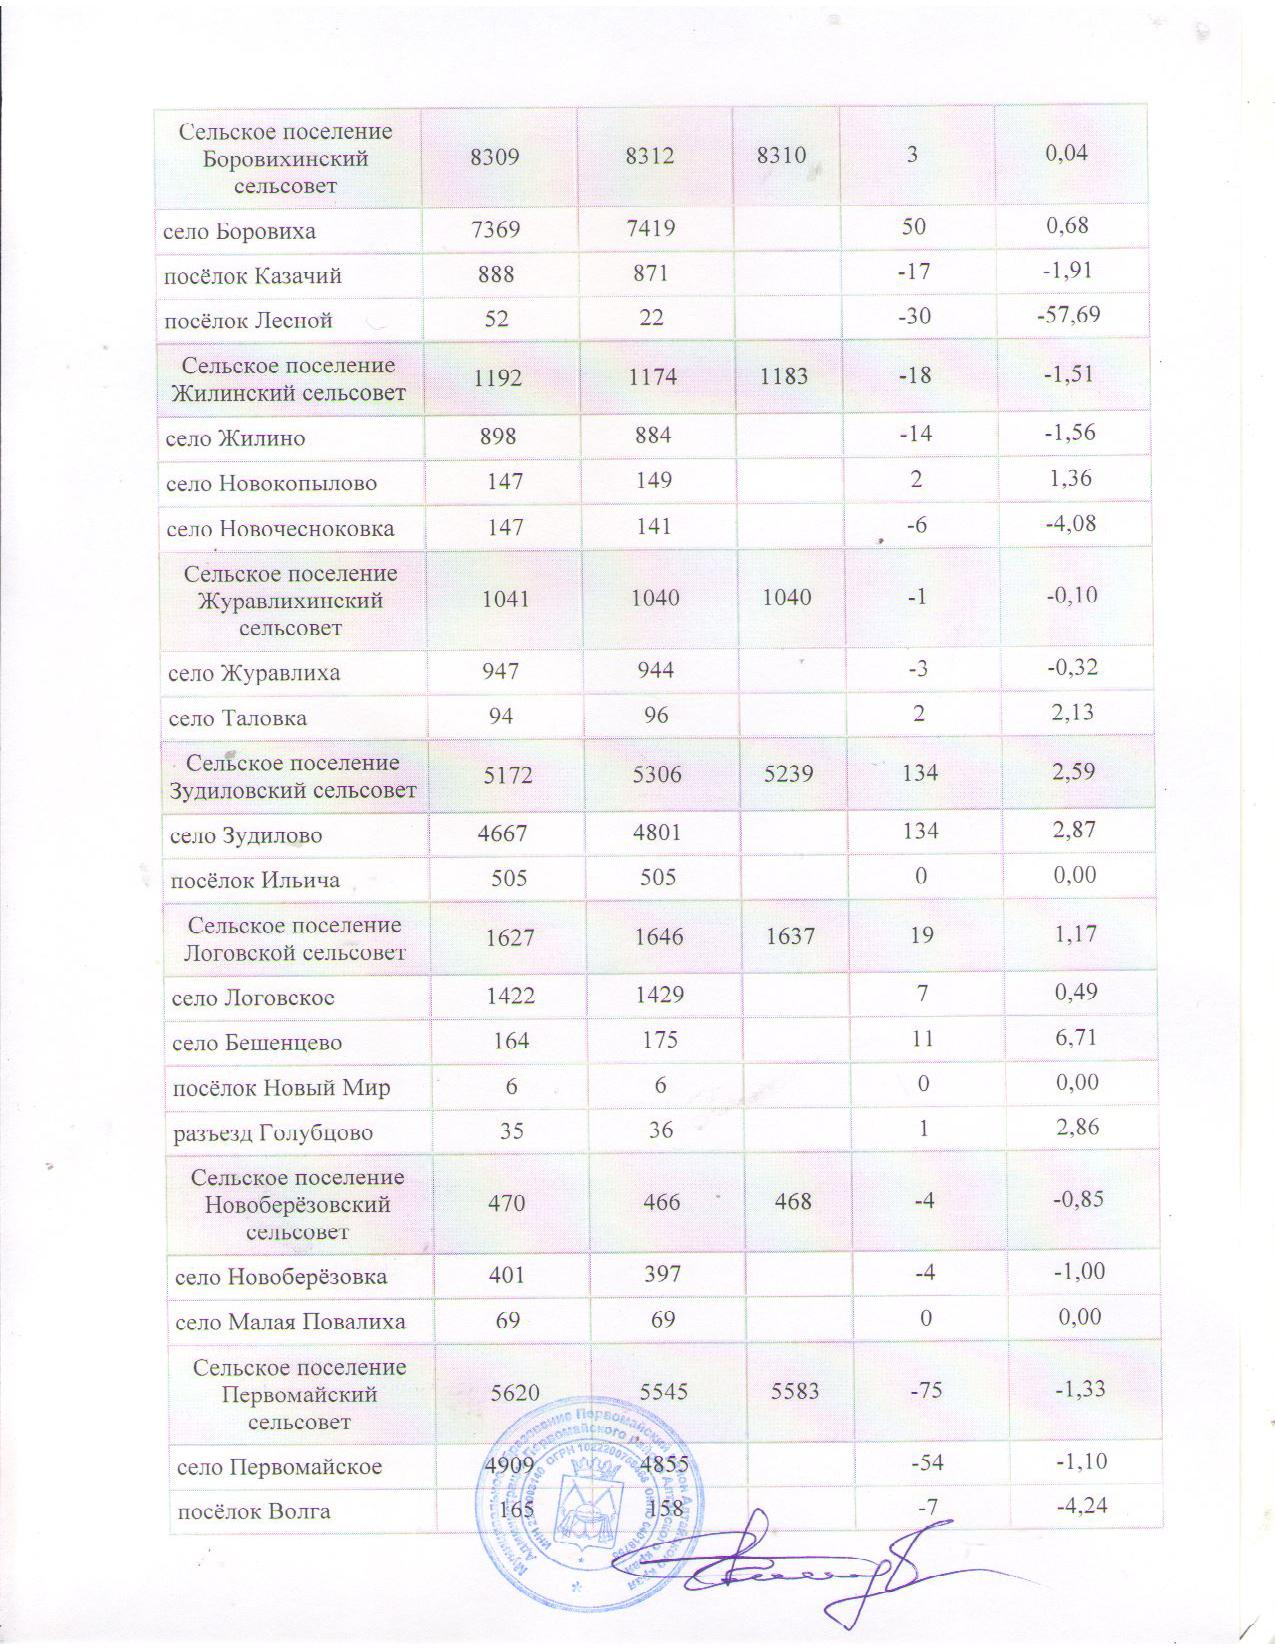 Сельское поселение
Боровихинский
сельсовет 8309 8312 8310 3 0,04
село Боровиха 7369 7419 50 0,68
посёлок Казачий 888 871 -17 -1,91
посёлок Лесной 52 22 -30 -57,69
Сельское поселение
Жилинский сельсовет 1192 1174 1183 -18 -1,51
село Жилино 898 884 -14 -1,56
село Новокопылово 147 149 2 1,36
село Новочесноковка 147 141 -6 -4,08
Сельское поселение
Журавлихинский
сельсовет 1041 1040 1040 -1 -0,10
село Журавлиха 947 944 -3 -0,32
село Таловка 94 96 2 2,13
Сельское поселение
Зудиловский сельсовет 5172 5306 5239 134 2,59
село Зудилово 4667 4801 134 2,87
посёлок Ильича 505 505 0 0,00
Сельское поселение
Логовской сельсовет 1627 1646 1637 19 1,17
село Логовское 1422 1429 7 0,49
село Бешенцево 164 175 11 6,71
посёлок Новый Мир 6 6 0 0,00
разъезд Голубцово 35 36 1 2,86
Сельское поселение
Новоберёзовский
сельсовет 470 466 468 -4 -0,85
село Новоберёзовка 401 397 -4 -1,00
село Малая Повалиха 69 69 0 0,00
Сельское поселение
Первомайский
сельсовет 5620 5545 5583 -75 -1,33
село Первомайское 4909 4855 -54 -1,10
посёлок Волга 165 158 -7 -4,24
Муниципальное образование Первомайский район Алтайского края